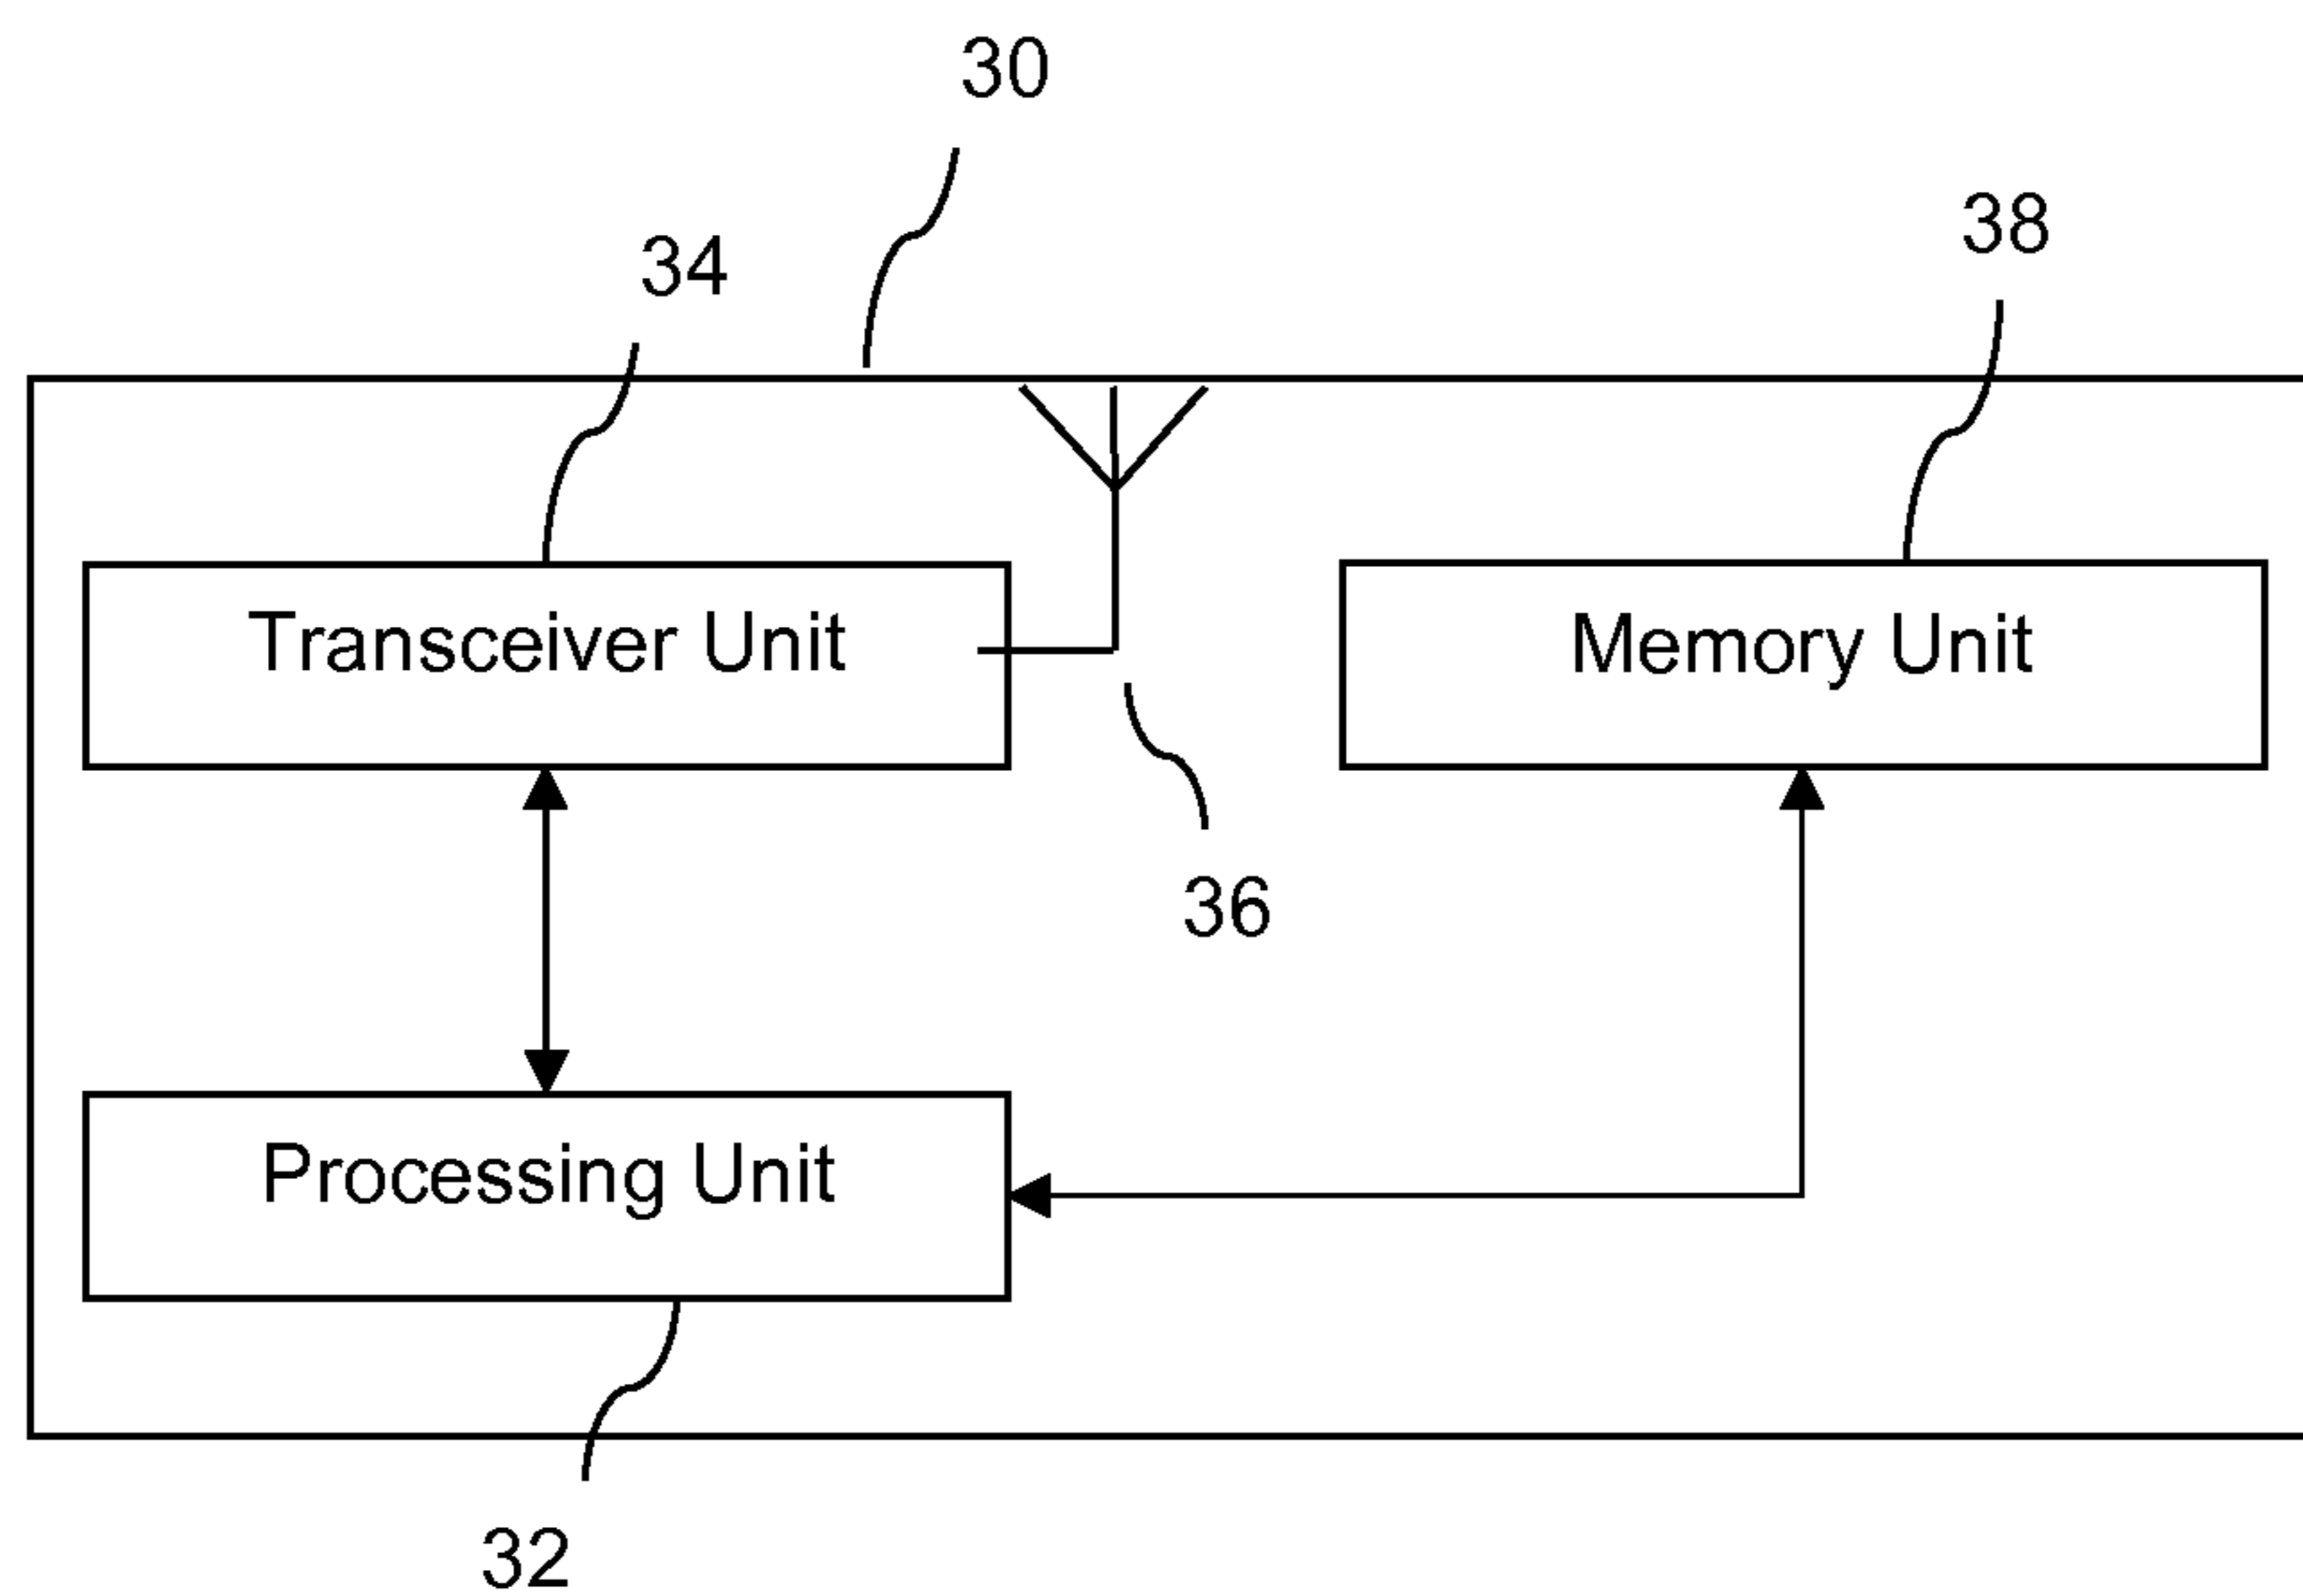 30
38
34
Transceiver Unit
Memory Unit
36
Processing Unit
32